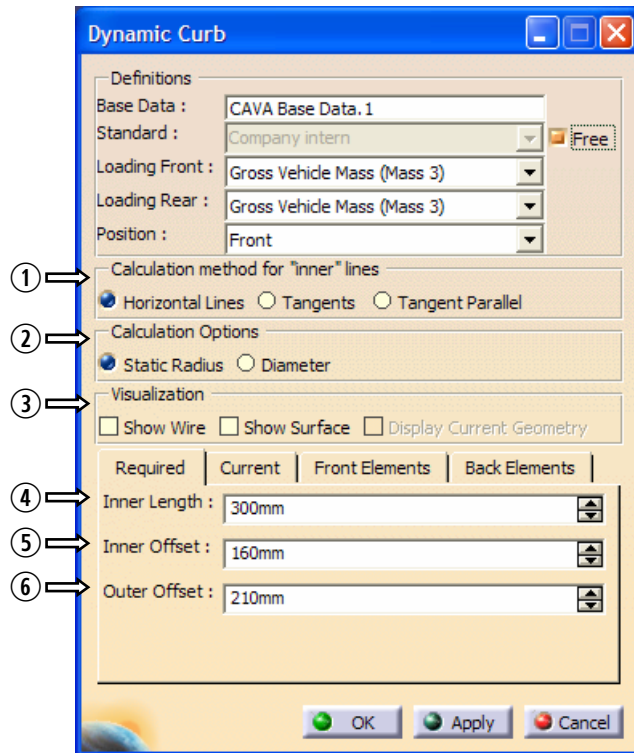 Dynamic Curb
Definitions
Base Data : CAVA Base Data.1
Standard : Company intern Free
Loading Front : Gross Vehicle Mass (Mass 3)
Loading Rear : Gross Vehicle Mass (Mass 3)
Position : Front
① Calculation method for "inner" lines
Horizontal Lines Tangents Tangent Parallel
② Calculation Options
Static Radius Diameter
③ Visualization
Show Wire Show Surface Display Current Geometry
Required Current Front Elements Back Elements
④ Inner Length : 300mm
⑤ Inner Offset : 160mm
⑥ Outer Offset : 210mm
OK Apply Cancel